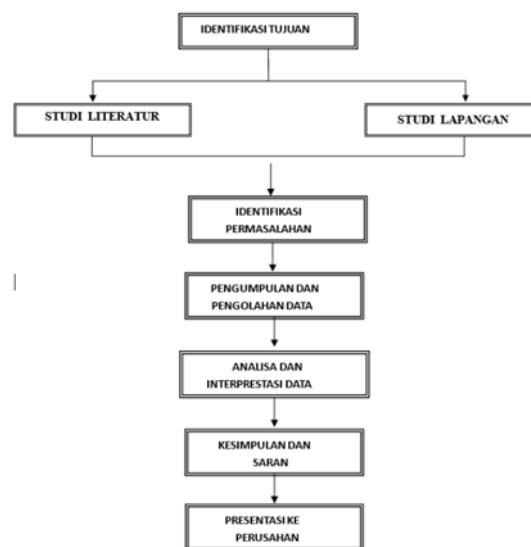 IDENTIFIKASI TUJUAN
STUDI LITERATUR
STUDI LAPANGAN
IDENTIFIKASI
PERMASALAHAN
PENGUMPULAN DAN
PENGOLAHAN DATA
ANALISA DAN
INTERPRESTASI DATA
KESIMPULAN DAN
SARAN
PRESENTASI KE
PERUSAHAN